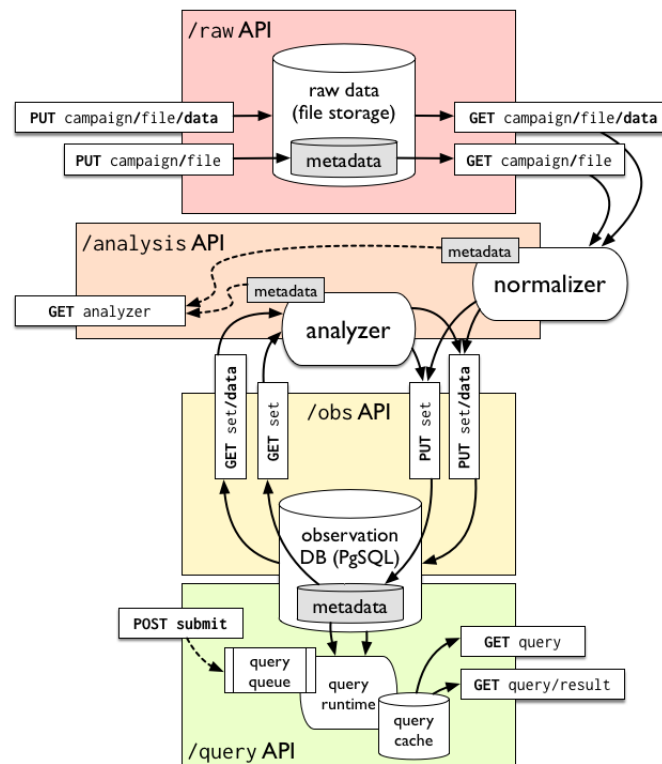 /raw API
raw data
(file storage)
PUT campaign/file/data
GET campaign/file/data
PUT campaign/file
metadata
GET campaign/file
/analysis API
metadata
normalizer
metadata
GET analyzer
analyzer
/obs API
GET set/data
GET set
PUT set
PUT set/data
observation
DB (PgSQL)
metadata
POST submit
GET query
query
queue
query
runtime
GET query/result
query
cache
/query API